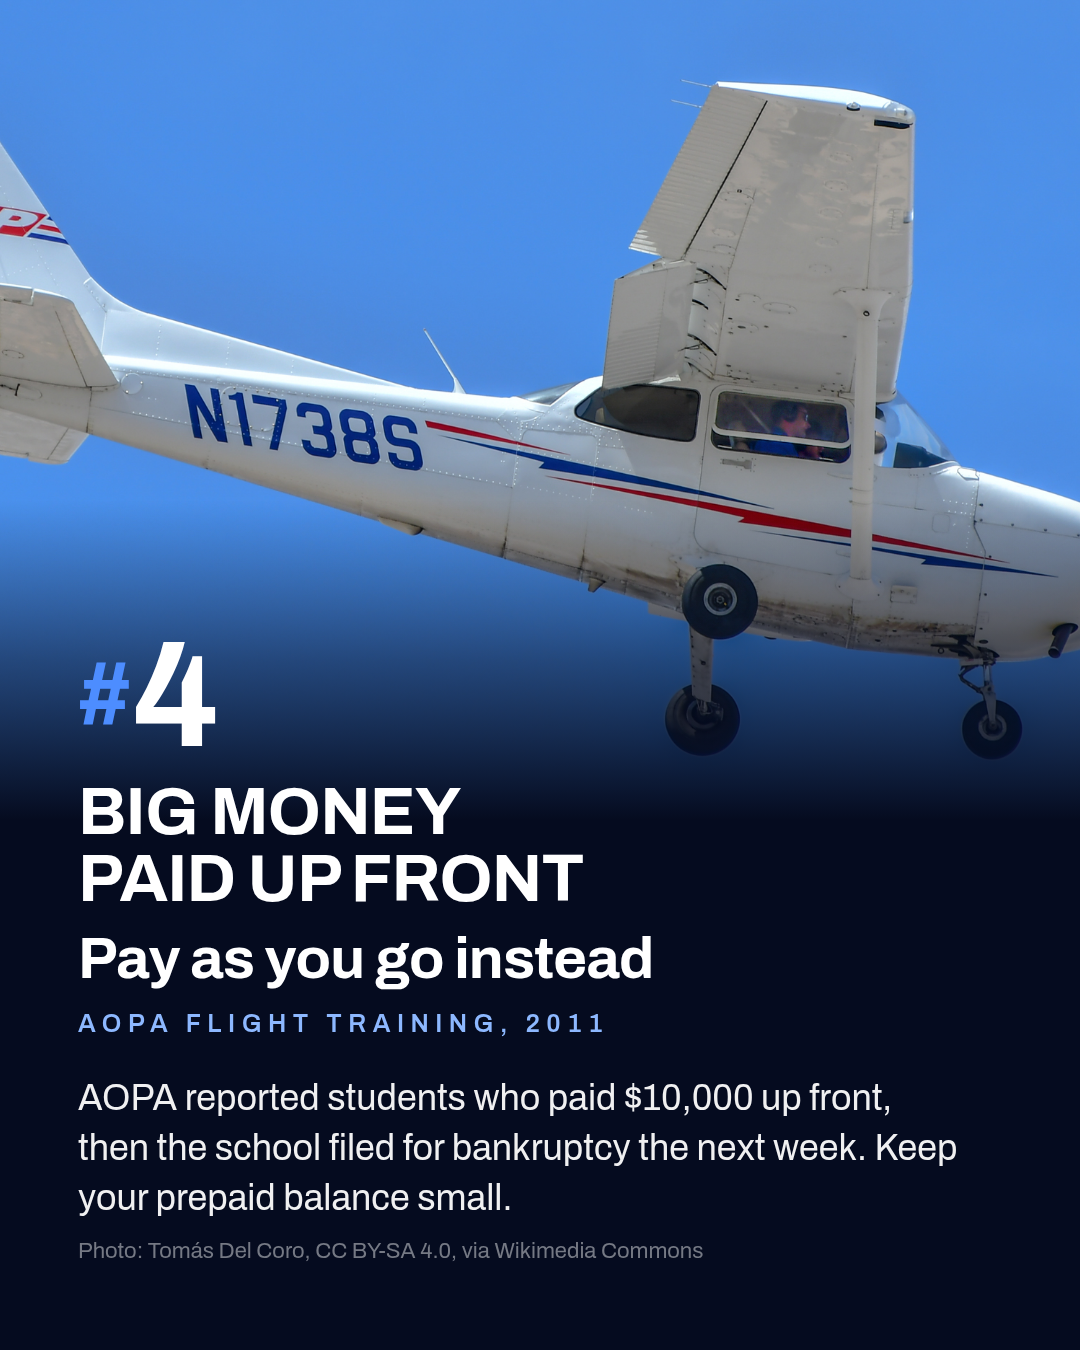 P
N1738S
#4
BIG MONEY
PAID UP FRONT
Pay as you go instead
AOPA FLIGHT TRAINING, 2011
AOPA reported students who paid $10,000 up front,
then the school filed for bankruptcy the next week. Keep
your prepaid balance small.
Photo: Tomás Del Coro, CC BY-SA 4.0, via Wikimedia Commons